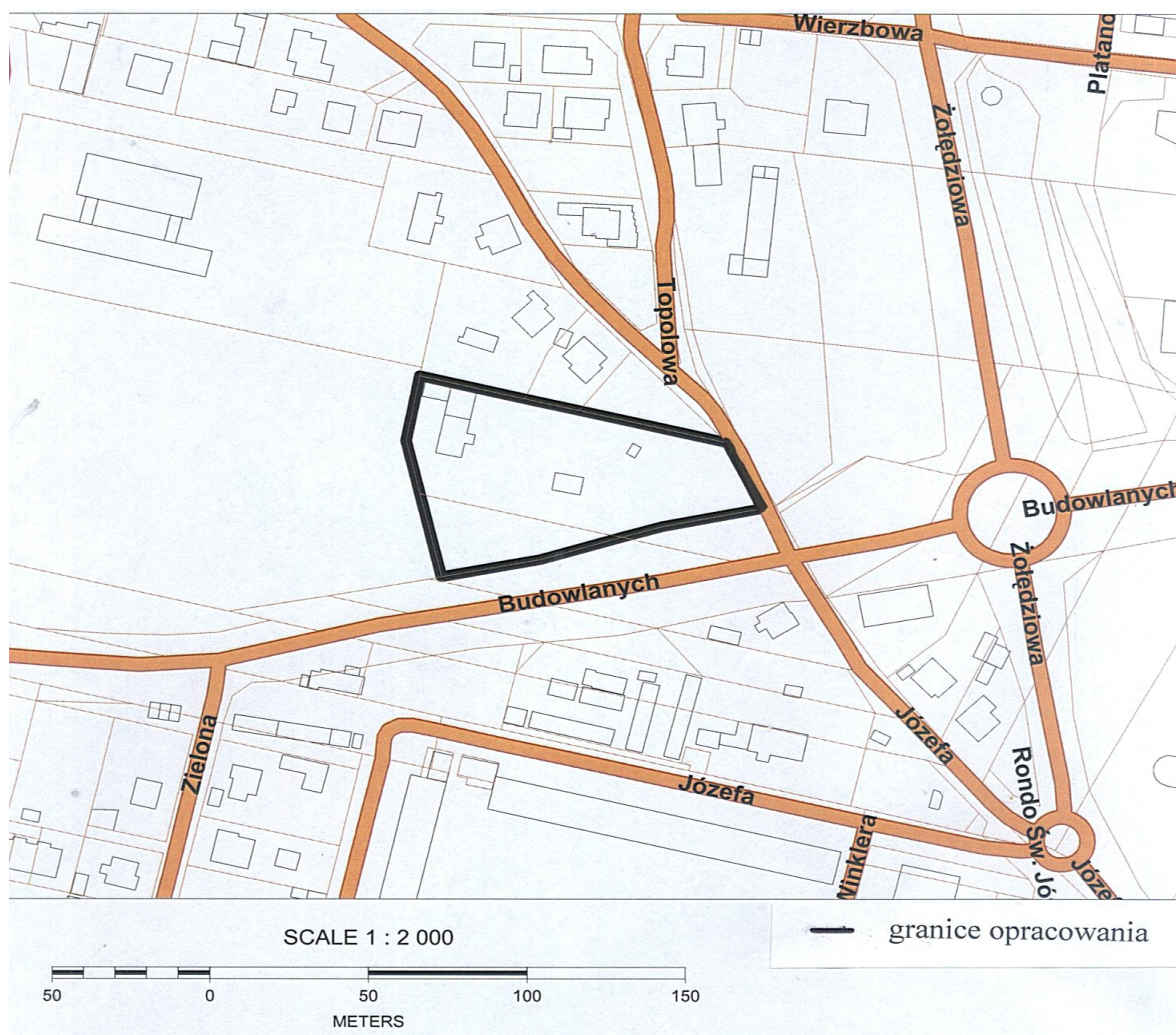 Wierzbowa
Platano
Żołędziowa
Topolowa
Budowlanych
Budowlanych
Żołędziowa
Zielona
Józefa
Józefa
Winklera
Rondo Św. Jó
Józef
granice opracowania
SCALE 1 : 2 000
50 0 50 100 150
METERS